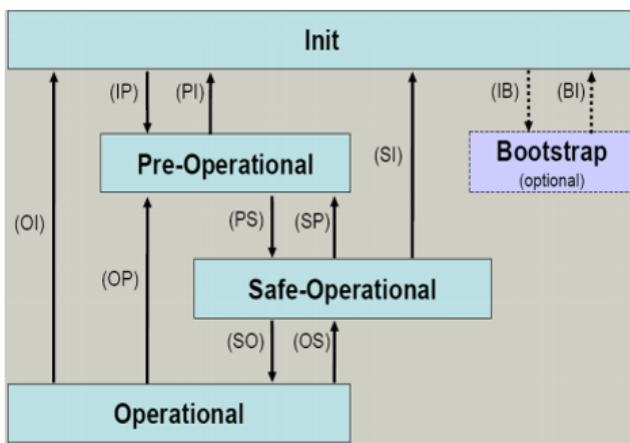 Init
(IP)
(PI)
(IB)
(BI)
Pre-Operational
(SI)
Bootstrap
(optional)
(OI)
(PS)
(SP)
(OP)
Safe-Operational
(SO)
(OS)
Operational